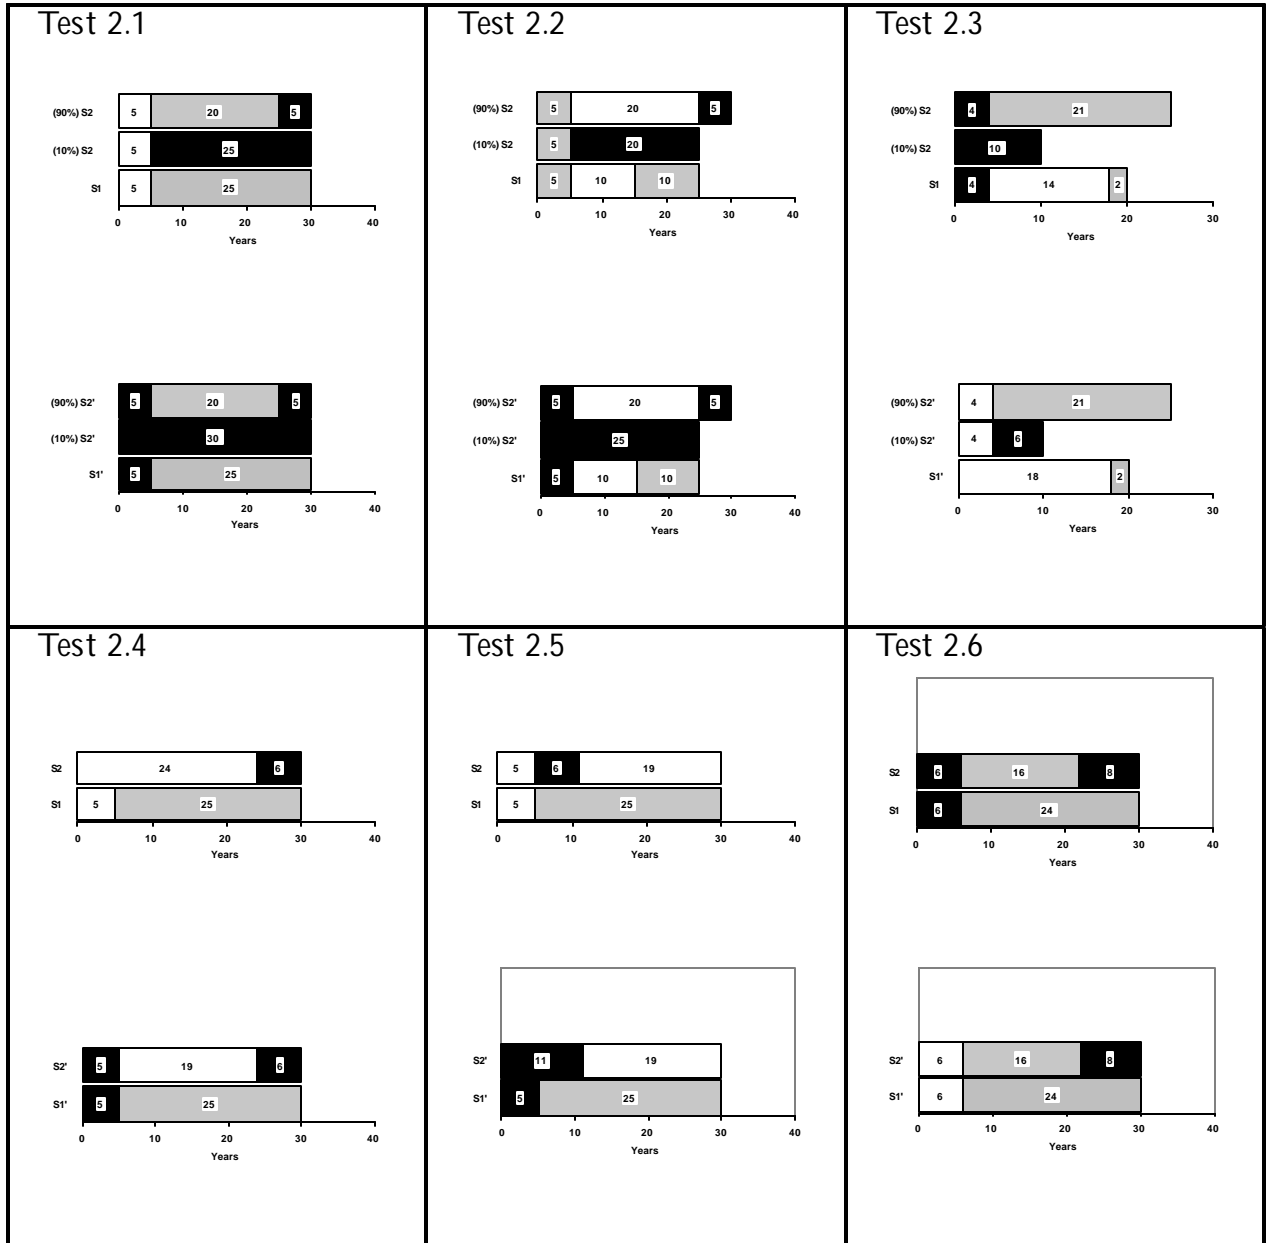 Test 2.1
(90%) S2 5 20 5
(10%) S2 5 25
S1 5 25
0 10 20 30 40
Years
(90%) S2' 5 20 5
(10%) S2' 30
S1' 5 25
0 10 20 30 40
Years
Test 2.2
(90%) S2 5 20 5
(10%) S2 5 20
S1 5 10 10
0 10 20 30 40
Years
(90%) S2' 5 20 5
(10%) S2' 25
S1' 5 10 10
0 10 20 30 40
Years
Test 2.3
(90%) S2 4 21
(10%) S2 10
S1 4 14 2
0 10 20 30
Years
(90%) S2' 4 21
(10%) S2' 4 6
S1' 18 2
0 10 20 30
Years
Test 2.4
S2 24 6
S1 5 25
0 10 20 30 40
Years
S2' 5 19 6
S1' 5 25
0 10 20 30 40
Years
Test 2.5
S2 5 6 19
S1 5 25
0 10 20 30 40
Years
S2' 11 19
S1' 5 25
0 10 20 30 40
Years
Test 2.6
S2 6 16 8
S1 6 24
0 10 20 30 40
Years
S2' 6 16 8
S1' 6 24
0 10 20 30 40
Years